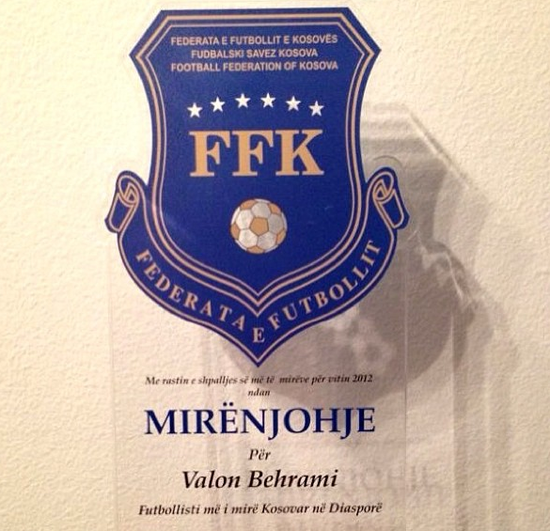 FEDERATA E FUTBOLLIT E KOSOVËS
FUDBALSKI SAVEZ KOSOVA
FOOTBALL FEDERATION OF KOSOVA
FFK
FEDERATA E FUTBOLLIT
Me rastin e shpalljes së më të mirëve për vitin 2012
ndan
MIRËNJOHJE
Për
Valon Behrami
Futbollisti më i mirë Kosovar në Diasporë